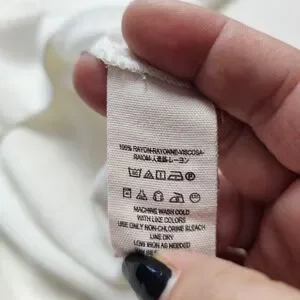 100% RAYON-RAYONNE-VISCOSA-
MACHINE WASH COLD
WITH LIKE COLORS
USE ONLY NON-CHLORINE BLEACH
LINE DRY
LOW IRON AS NEEDED